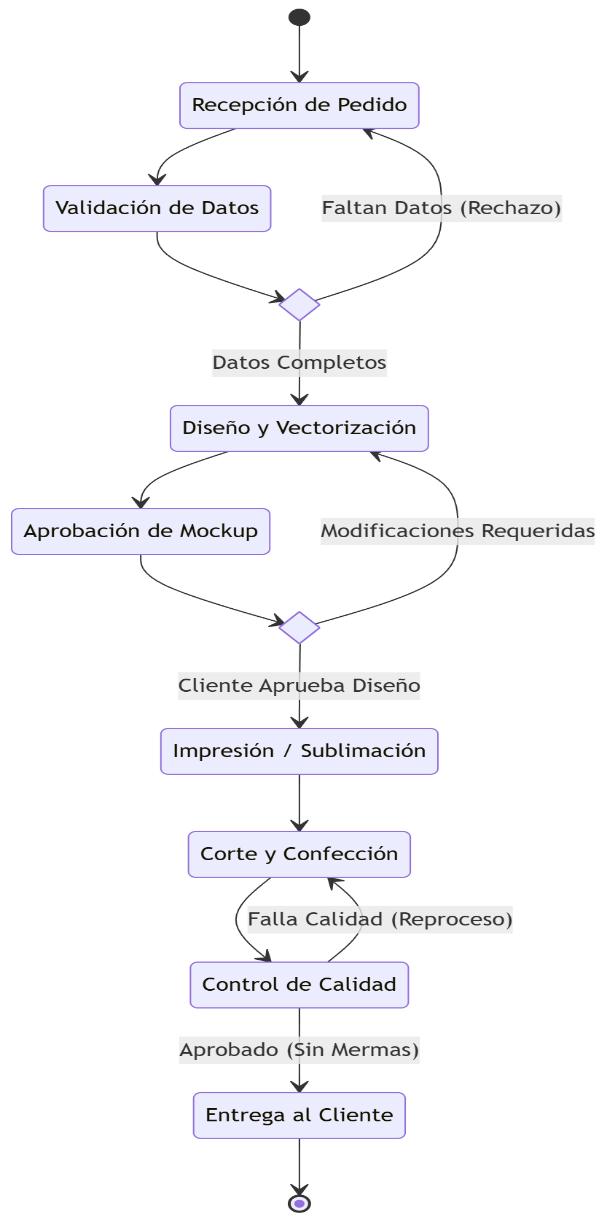 Recepción de Pedido
Validación de Datos
Faltan Datos (Rechazo)
Datos Completos
Diseño y Vectorización
Aprobación de Mockup
Modificaciones Requeridas
Cliente Aprueba Diseño
Impresión / Sublimación
Corte y Confección
Falla Calidad (Reproceso)
Control de Calidad
Aprobado (Sin Mermas)
Entrega al Cliente